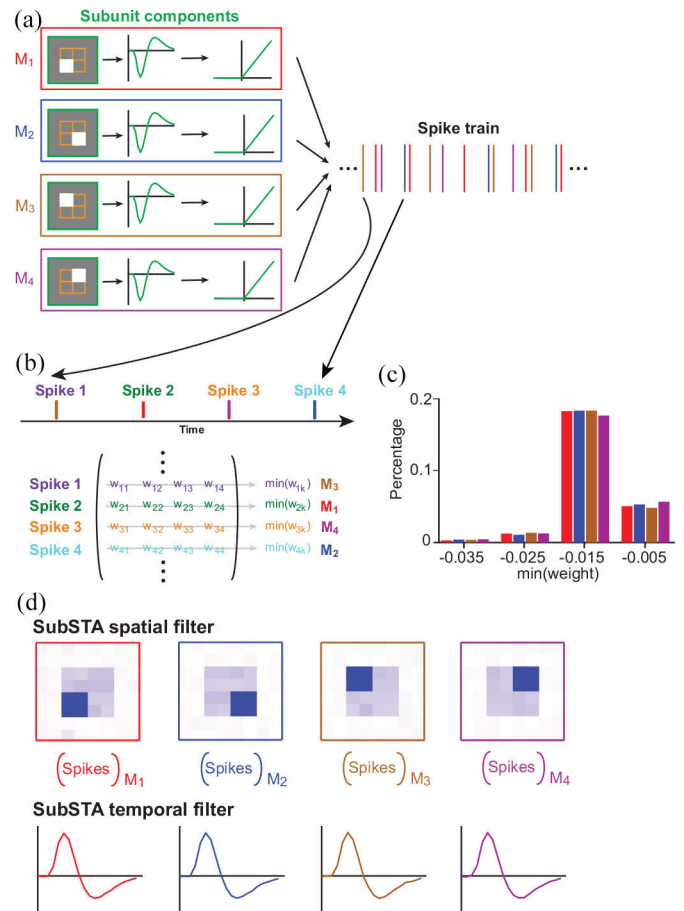 (a)
Subunit components
M1
M2
M3
M4
Spike train
... ...
(b)
Spike 1 Spike 2 Spike 3 Spike 4
Time
...
Spike 1 w11 w12 w13 w14 min(w1k) M3
Spike 2 w21 w22 w23 w24 min(w2k) M1
Spike 3 w31 w32 w33 w34 min(w3k) M4
Spike 4 w41 w42 w43 w44 min(w4k) M2
...
(c)
Percentage
0.2
0.1
0
-0.035 -0.025 -0.015 -0.005
min(weight)
(d)
SubSTA spatial filter
(Spikes)M1 (Spikes)M2 (Spikes)M3 (Spikes)M4
SubSTA temporal filter